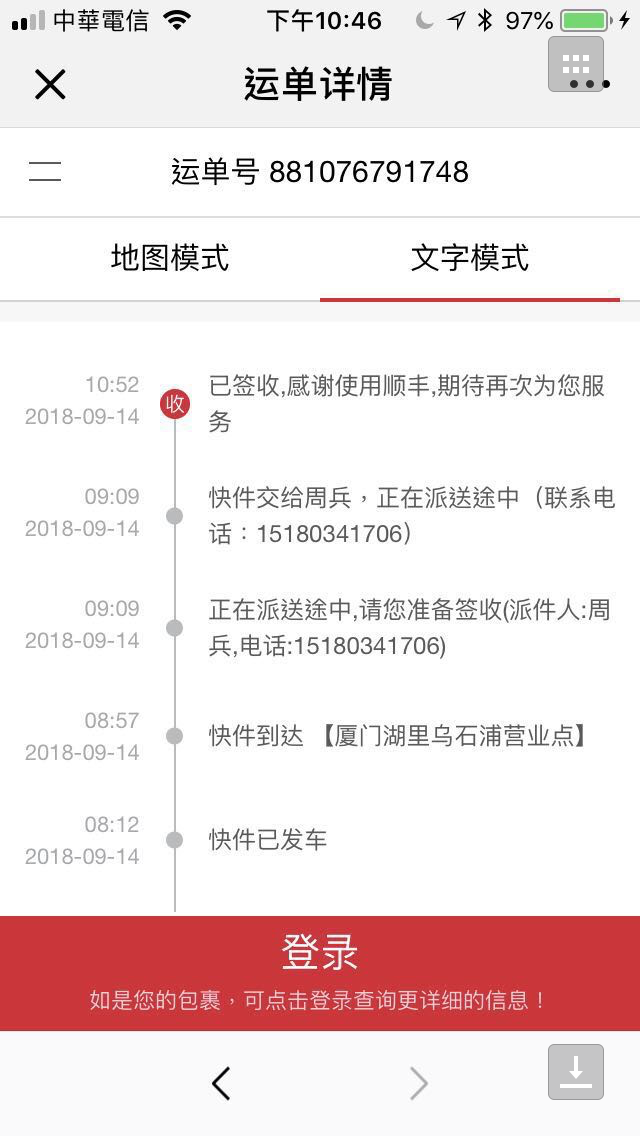 中華電信 下午10:46 97%
运单详情
运单号 881076791748
地图模式 文字模式
10:52
2018-09-14
收
已签收,感谢使用顺丰,期待再次为您服
务
09:09
2018-09-14
快件交给周兵，正在派送途中（联系电
话：15180341706）
09:09
2018-09-14
正在派送途中,请您准备签收(派件人:周
兵,电话:15180341706)
08:57
2018-09-14
快件到达 【厦门湖里乌石浦营业点】
08:12
2018-09-14
快件已发车
登录
如是您的包裹，可点击登录查询更详细的信息！